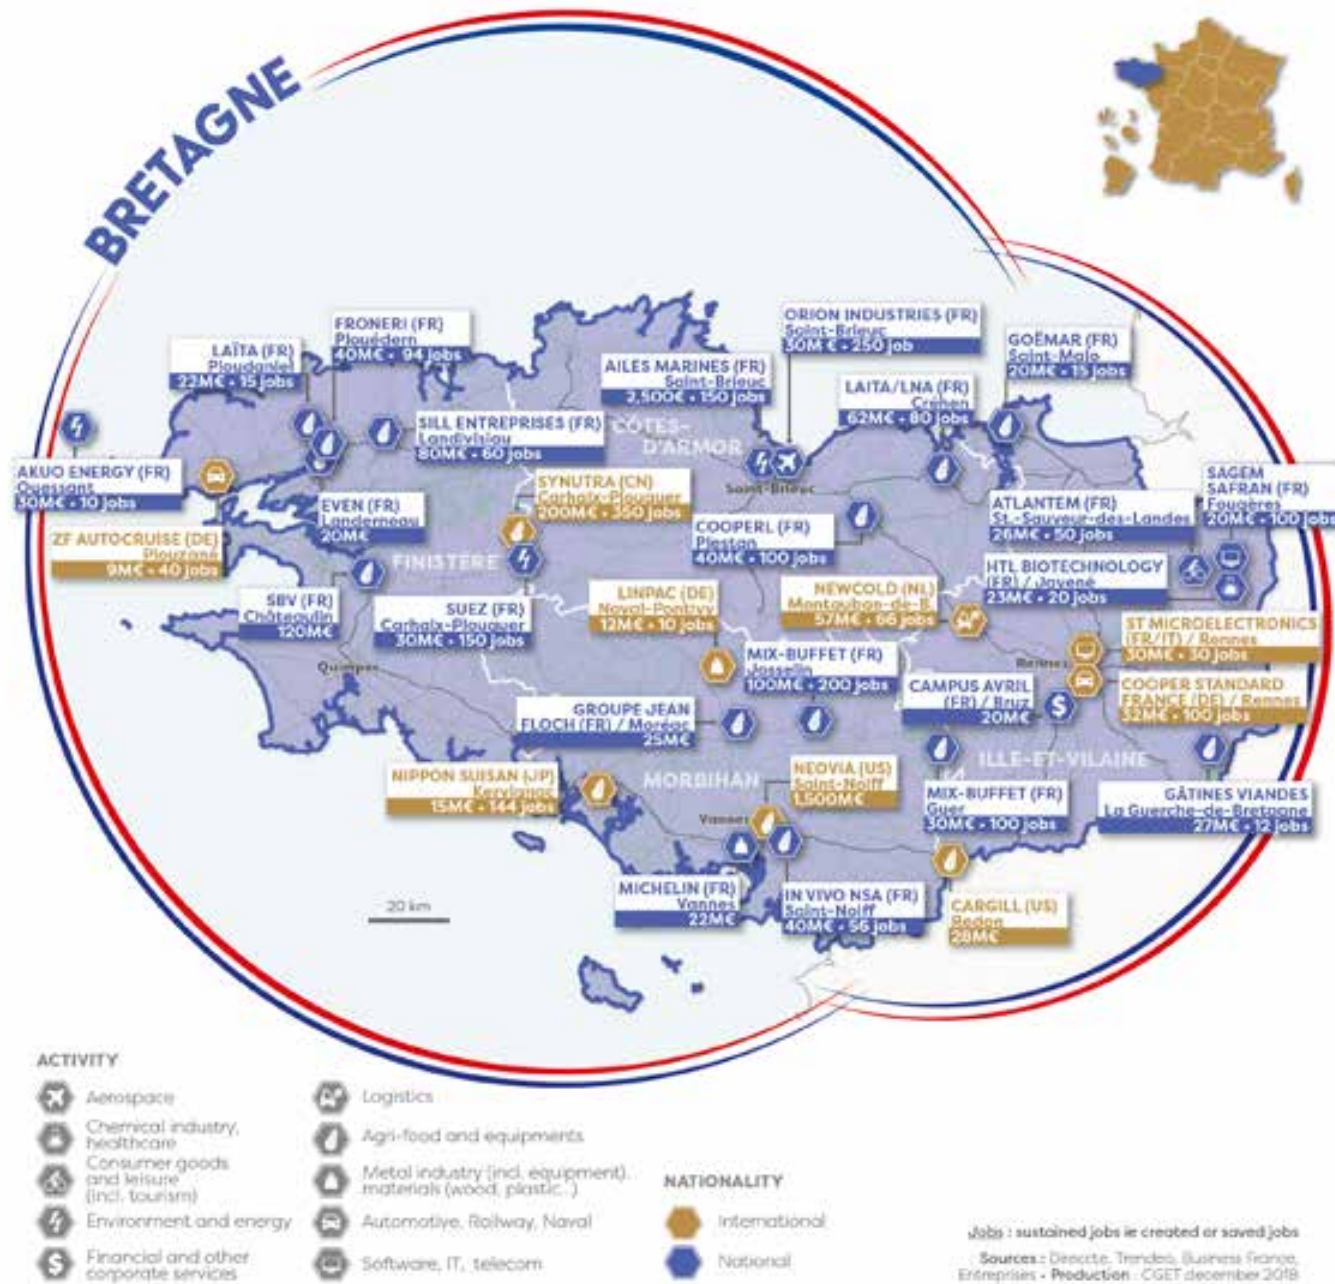 BRETAGNE
FRONERI (FR)
Plouédern
40M€ • 94 jobs
LAÏTA (FR)
Ploudaniel
22M€ • 15 jobs
ORION INDUSTRIES (FR)
Saint-Brieuc
30M€ • 250 job
GOËMAR (FR)
Saint-Malo
20M€ • 15 jobs
AILES MARINES (FR)
Saint-Brieuc
2,500€ • 150 jobs
LAITA/LNA (FR)
Créhen
62M€ • 80 jobs
SILL ENTREPRISES (FR)
Landivisiau
80M€ • 60 jobs
CÔTES-
D'ARMOR
AKUO ENERGY (FR)
Ouessant
30M€ • 10 jobs
EVEN (FR)
Landerneau
20M€
SYNUTRA (CN)
Carhaix-Plouguer
200M€ • 350 jobs
Saint-Brieuc
SAGEM
SAFRAN (FR)
Fougères
20M€ • 100 jobs
ATLANTEM (FR)
St.-Sauveur-des-Landes
26M€ • 50 jobs
COOPERL (FR)
Plestan
40M€ • 100 jobs
ZF AUTOCRUISE (DE)
Plouzané
9M€ • 40 jobs
FINISTÈRE
HTL BIOTECHNOLOGY
(FR) / Javené
23M€ • 20 jobs
SBV (FR)
Châteaulin
120M€
SUEZ (FR)
Carhaix-Plouguer
30M€ • 150 jobs
LINPAC (DE)
Noyal-Pontivy
12M€ • 10 jobs
NEWCOLD (NL)
Montauban-de-B.
57M€ • 66 jobs
ST MICROELECTRONICS
(FR/IT) / Rennes
30M€ • 30 jobs
Quimper
MIX-BUFFET (FR)
Josselin
100M€ • 200 jobs
Rennes
CAMPUS AVRIL
(FR) / Bruz
20M€
COOPER STANDARD
FRANCE (DE) / Rennes
32M€ • 100 jobs
GROUPE JEAN
FLOCH (FR) / Moréac
25M€
NIPPON SUISAN (JP)
Kervignac
15M€ • 144 jobs
MORBIHAN
NEOVIA (US)
Saint-Nolff
1.500M€
ILLE-ET-VILAINE
MIX-BUFFET (FR)
Guer
30M€ • 100 jobs
GÂTINES VIANDES
La Guerche-de-Bretagne
27M€ • 12 jobs
Vannes
MICHELIN (FR)
Vannes
22M€
IN VIVO NSA (FR)
Saint-Nolff
40M€ • 56 jobs
CARGILL (US)
Redon
28M€
20 km
ACTIVITY
Aerospace
Chemical industry,
healthcare
Consumer goods
and leisure
(incl. tourism)
Environment and energy
Financial and other
corporate services
Logistics
Agri-food and equipments
Metal industry (incl. equipment).
materials (wood, plastic...)
Automotive, Railway, Naval
Software, IT, telecom
NATIONALITY
International
National
Jobs : sustained jobs ie created or saved jobs
Sources : Direccte, Trendeo, Business France,
Entreprises • Production : CGET december 2018